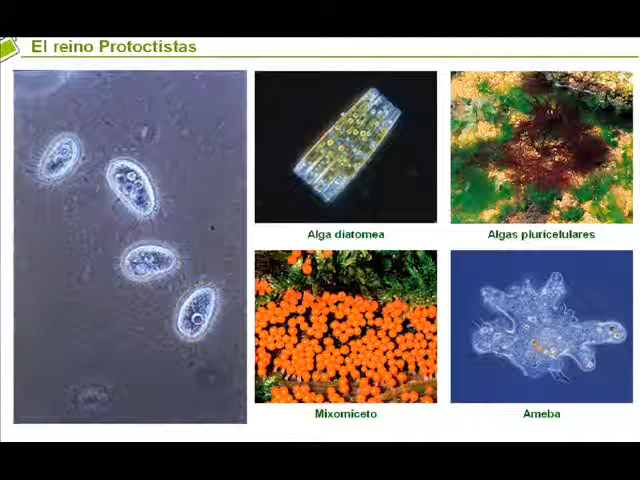 El reino Protoctistas
Alga diatomea
Algas pluricelulares
Mixomiceto
Ameba